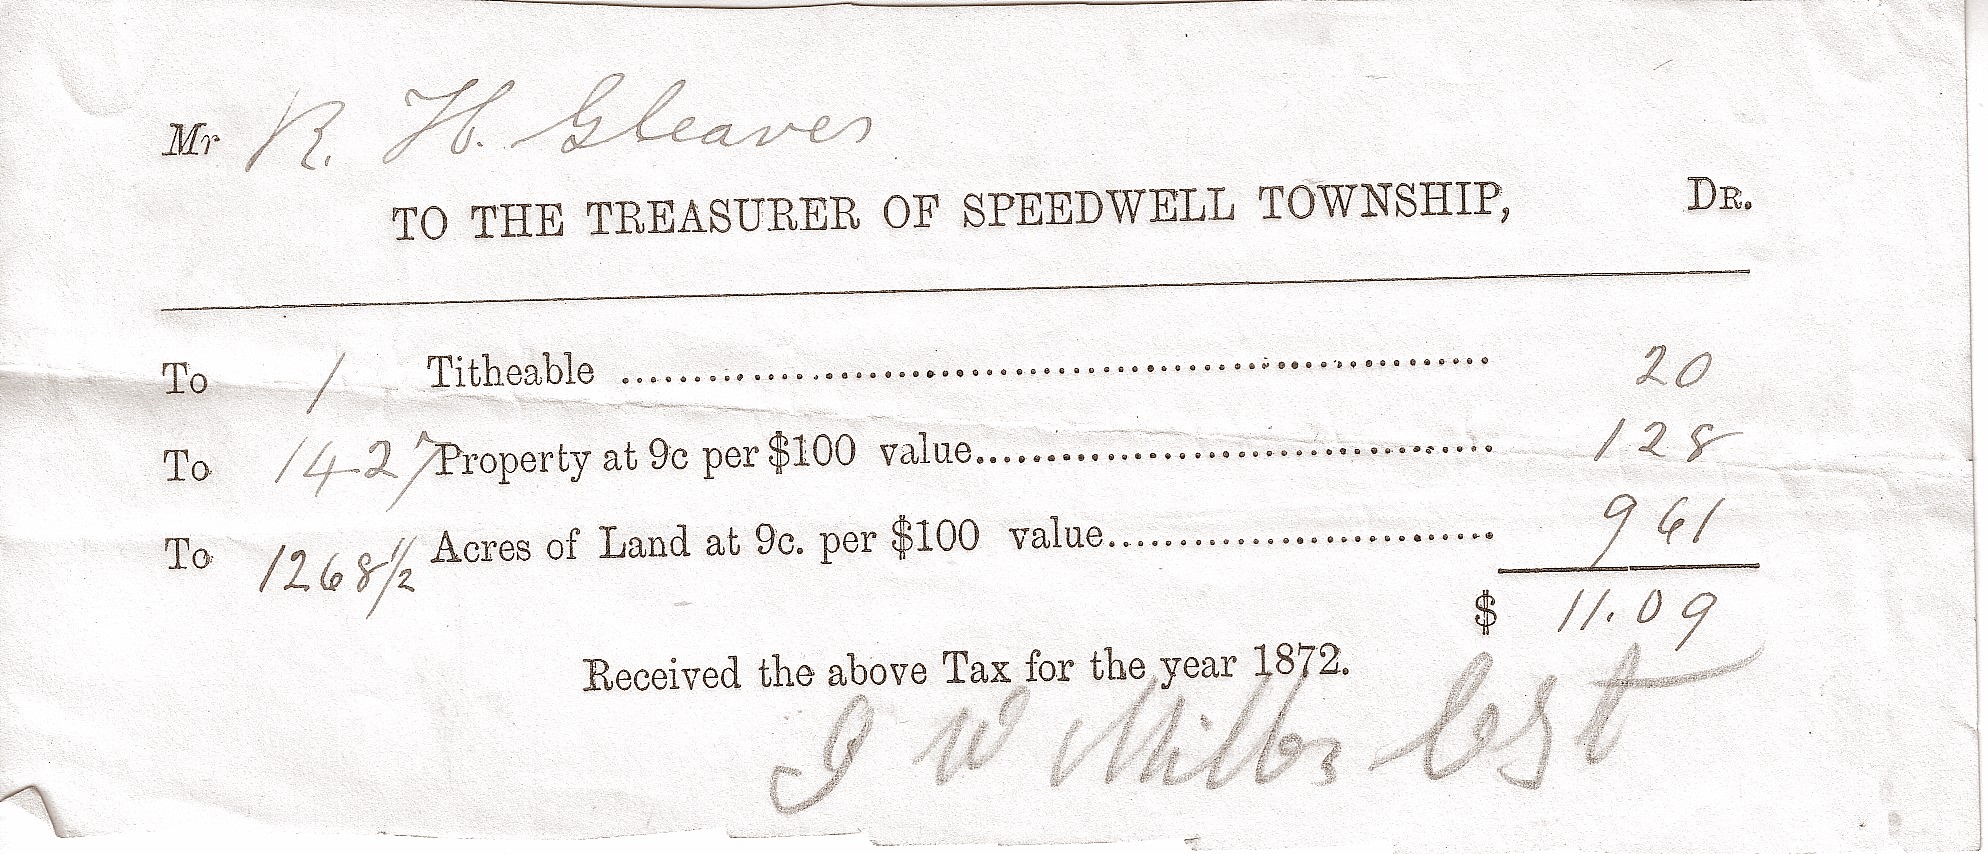 Mr R. H. Gleaves
TO THE TREASURER OF SPEEDWELL TOWNSHIP, DR.
To 1 Titheable ........ 20
To 1427 Property at 9c per $100 value........ 128
To 1268½ Acres of Land at 9c. per $100 value........ 961
$ 11.09
Received the above Tax for the year 1872.
J W Mills CST